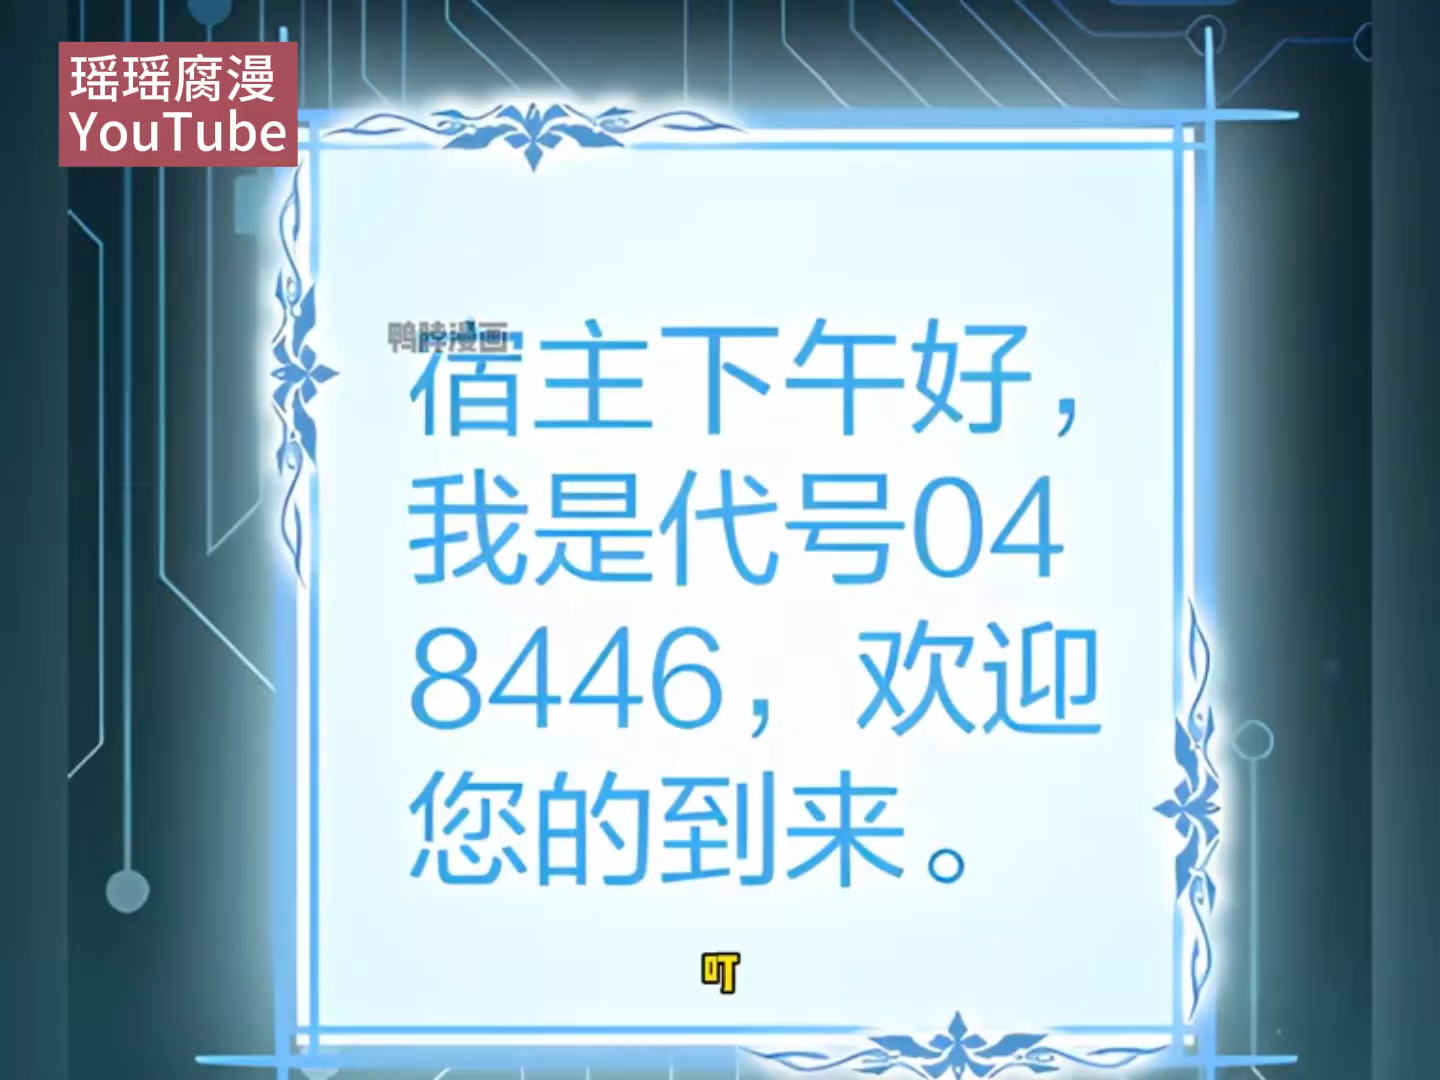 瑶瑶腐漫
YouTube
鸭脖漫画
宿主下午好，
我是代号04
8446，欢迎
您的到来。
叮